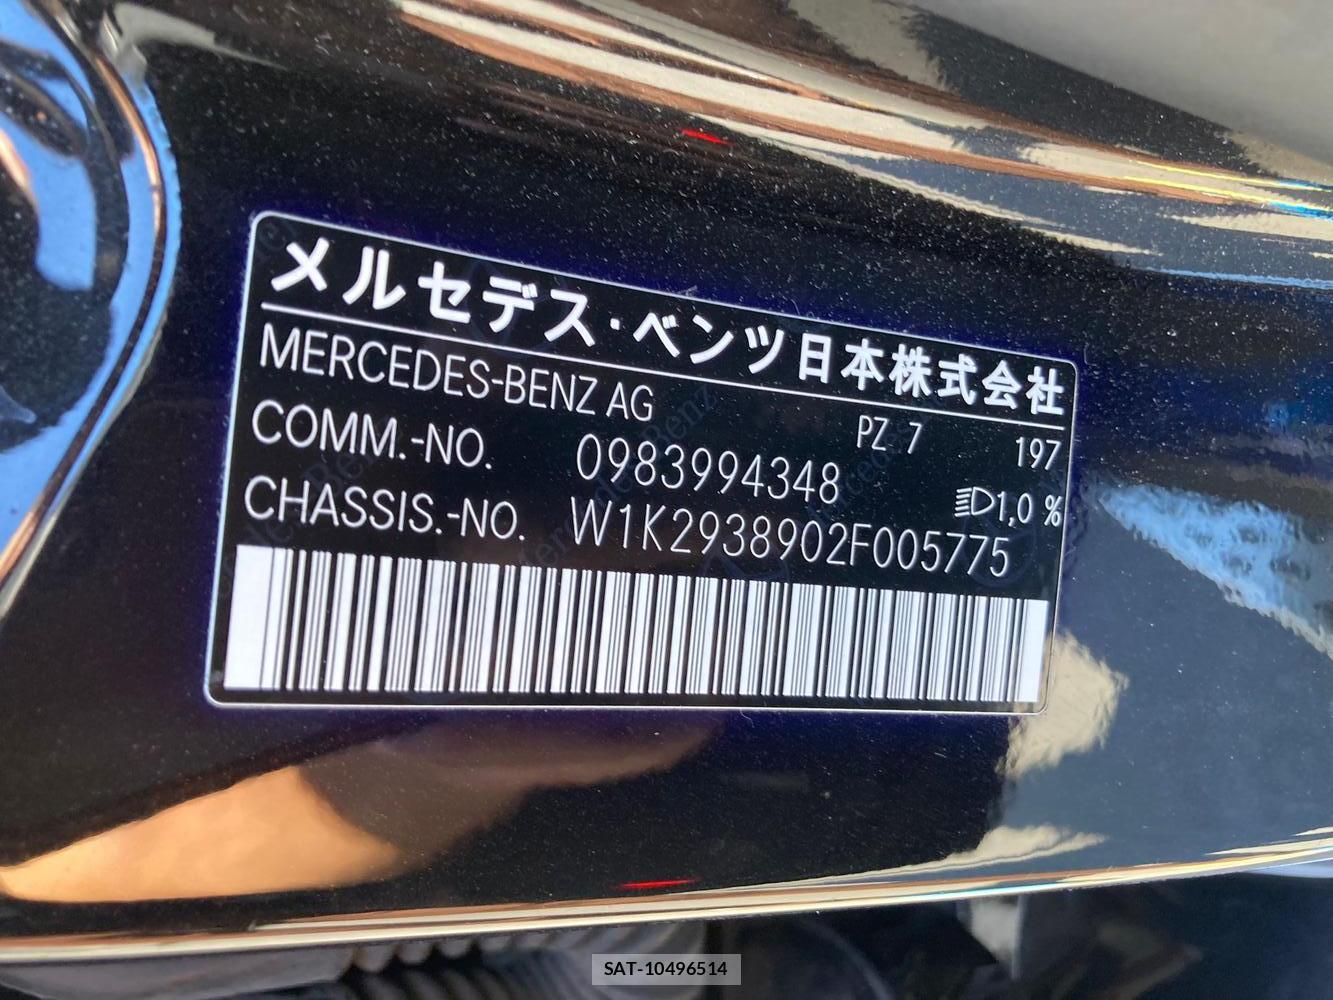 メルセデス・ベンツ日本株式会社
MERCEDES-BENZ AG PZ 7 197
COMM.-NO. 0983994348 1,0 %
CHASSIS.-NO. W1K2938902F005775
SAT-10496514